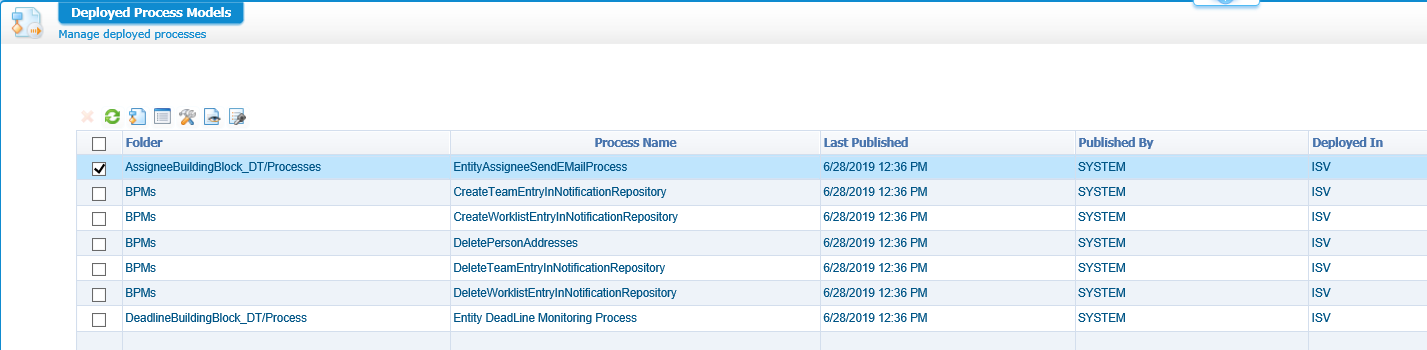 Deployed Process Models
Manage deployed processes
Folder Process Name Last Published Published By Deployed In
AssigneeBuildingBlock_DT/Processes EntityAssigneeSendEMailProcess 6/28/2019 12:36 PM SYSTEM ISV
BPMs CreateTeamEntryInNotificationRepository 6/28/2019 12:36 PM SYSTEM ISV
BPMs CreateWorklistEntryInNotificationRepository 6/28/2019 12:36 PM SYSTEM ISV
BPMs DeletePersonAddresses 6/28/2019 12:36 PM SYSTEM ISV
BPMs DeleteTeamEntryInNotificationRepository 6/28/2019 12:36 PM SYSTEM ISV
BPMs DeleteWorklistEntryInNotificationRepository 6/28/2019 12:36 PM SYSTEM ISV
DeadlineBuildingBlock_DT/Process Entity DeadLine Monitoring Process 6/28/2019 12:36 PM SYSTEM ISV